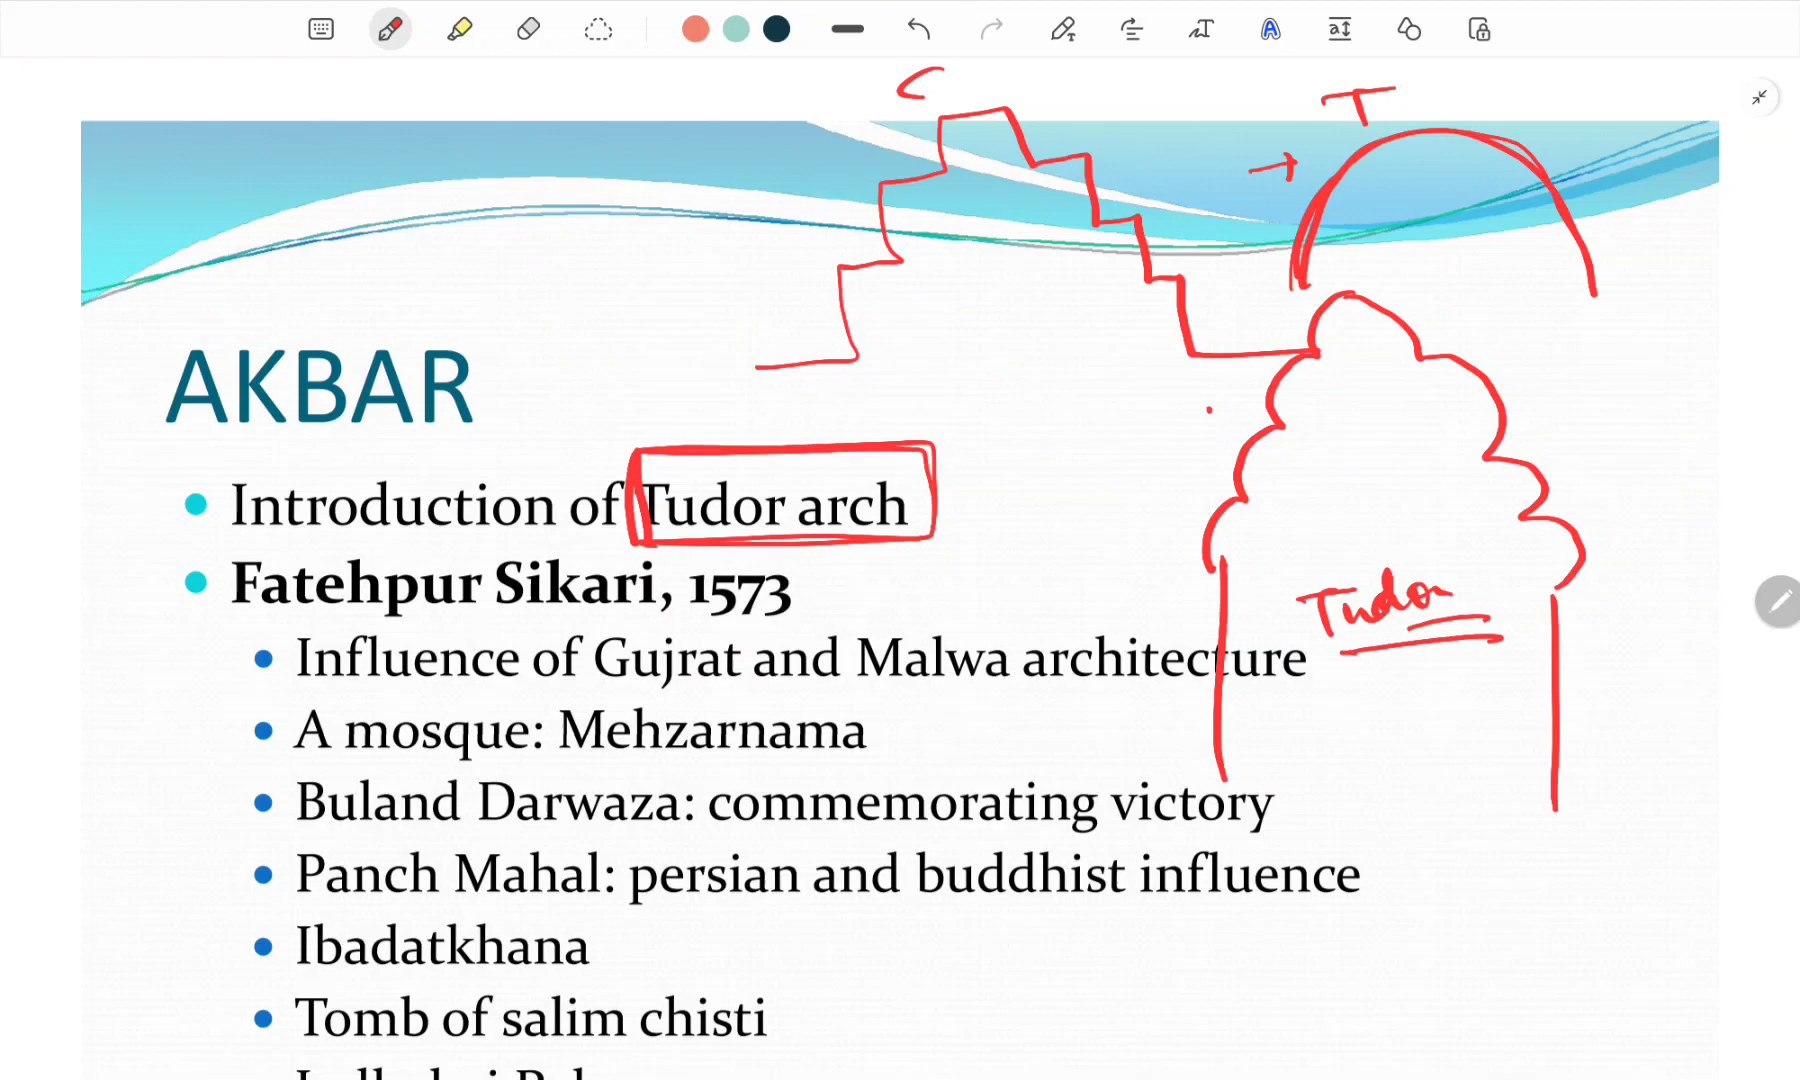 C
T
AKBAR
Introduction of Tudor arch
Fatehpur Sikari, 1573
Tudor
Influence of Gujrat and Malwa architecture
A mosque: Mehzarnama
Buland Darwaza: commemorating victory
Panch Mahal: persian and buddhist influence
Ibadatkhana
Tomb of salim chisti